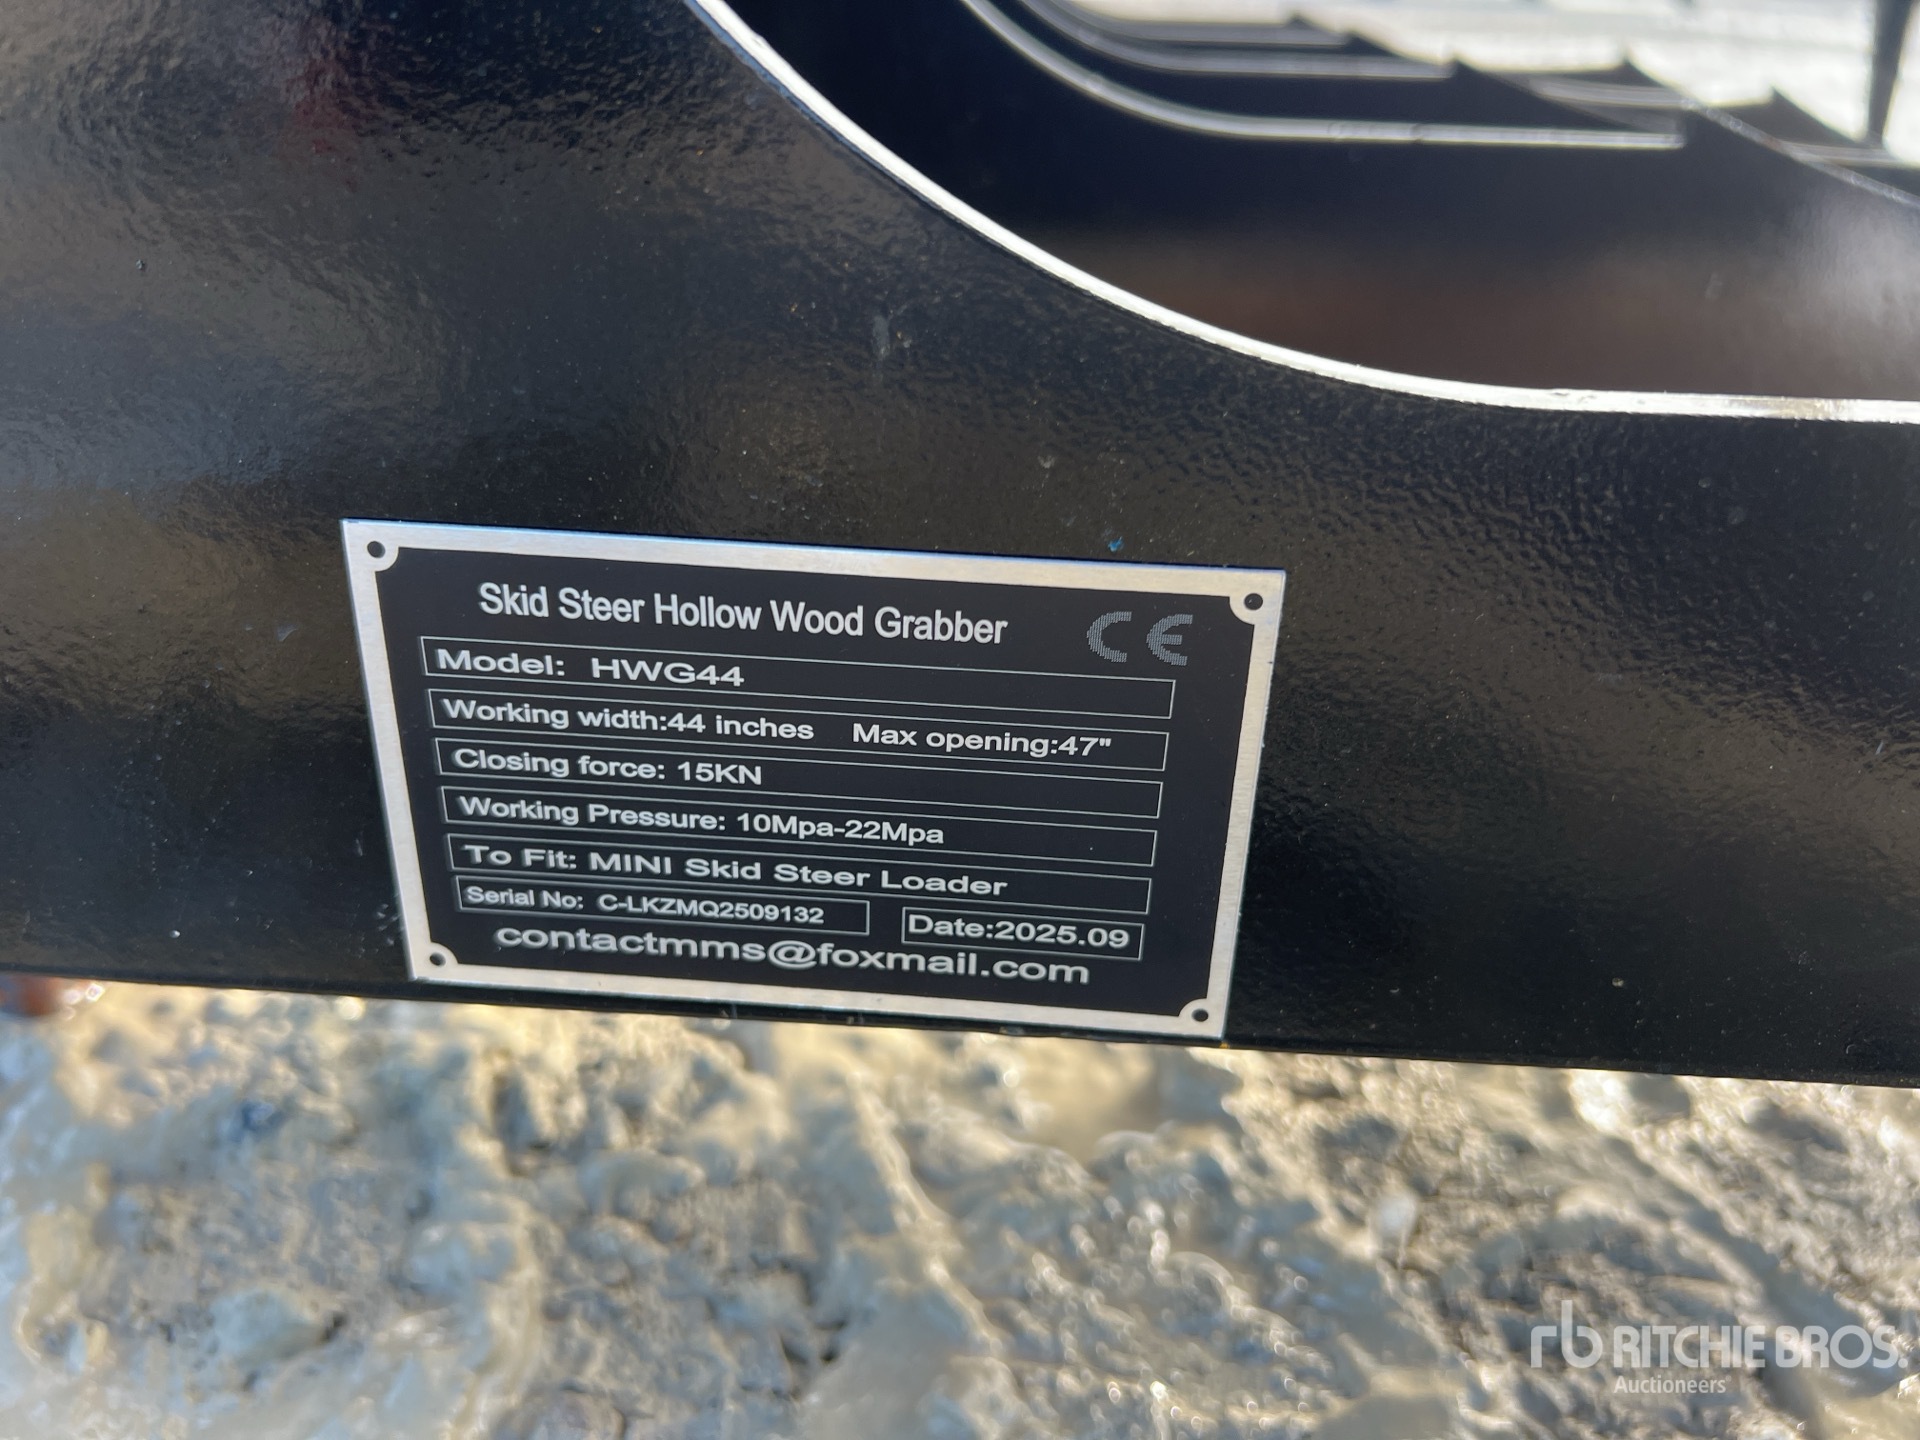 Skid Steer Hollow Wood Grabber CE
Model: HWG44
Working width:44 inches Max opening:47"
Closing force: 15KN
Working Pressure: 10Mpa-22Mpa
To Fit: MINI Skid Steer Loader
Serial No: C-LKZMQ2509132 Date:2025.09
contactmms@foxmail.com
rb RITCHIE BROS.
Auctioneers